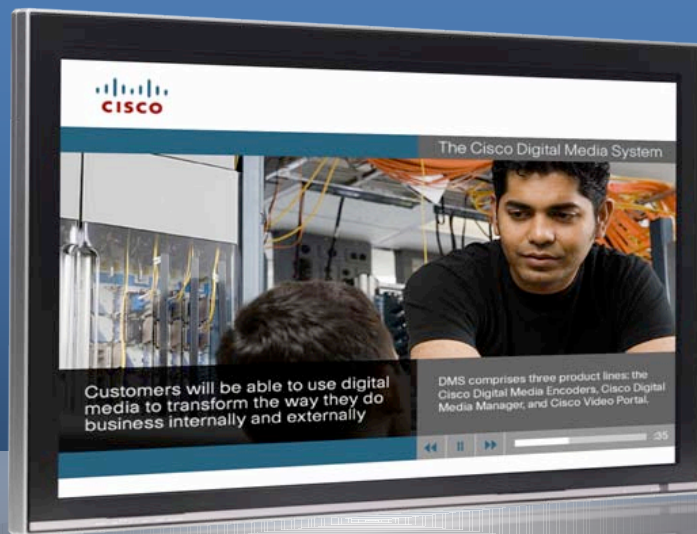 CISCO
The Cisco Digital Media System
Customers will be able to use digital
media to transform the way they do
business internally and externally
DMS comprises three product lines: the
Cisco Digital Media Encoders, Cisco Digital
Media Manager, and Cisco Video Portal.
:35